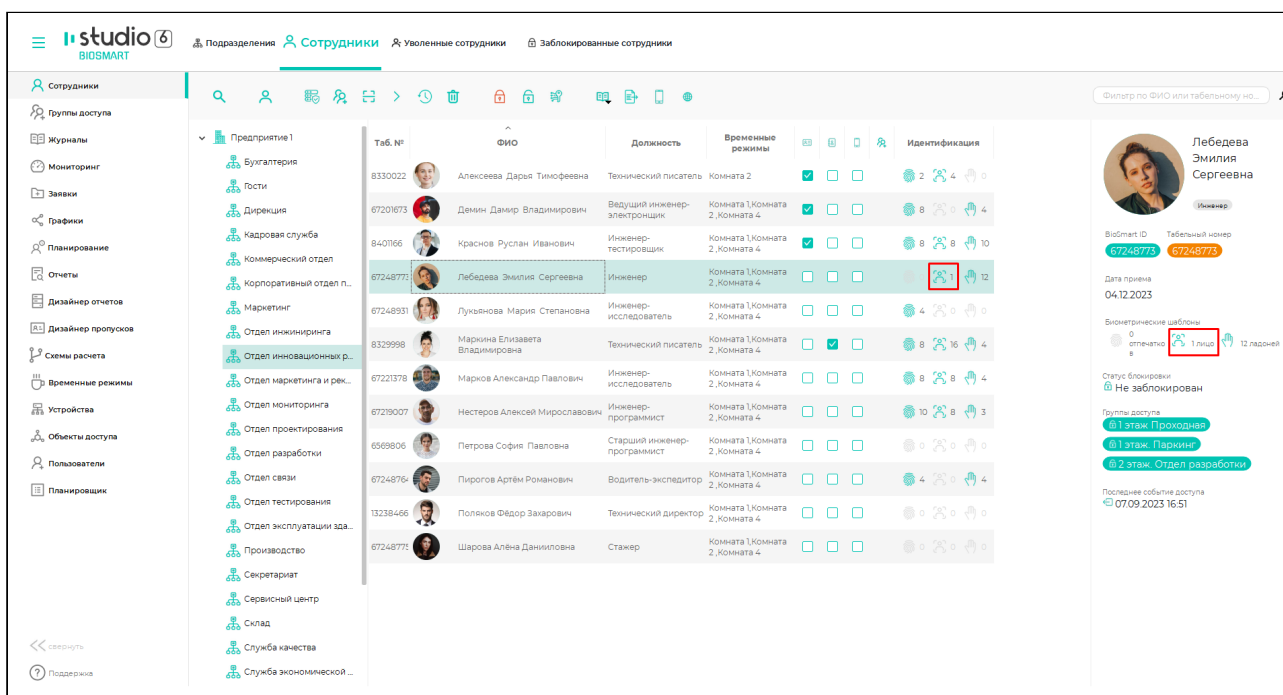 studio 6
BIOSMART
Подразделения Сотрудники Уволенные сотрудники Заблокированные сотрудники
Сотрудники
Группы доступа
Журналы
Мониторинг
Заявки
Графики
Планирование
Отчеты
Дизайнер отчетов
Дизайнер пропусков
Схемы расчета
Временные режимы
Устройства
Объекты доступа
Пользователи
Планировщик
свернуть
Поддержка
Фильтр по ФИО или табельному но...
Предприятие 1
Бухгалтерия
Гости
Дирекция
Кадровая служба
Коммерческий отдел
Корпоративный отдел п...
Маркетинг
Отдел инжиниринга
Отдел инновационных р...
Отдел маркетинга и рек...
Отдел мониторинга
Отдел проектирования
Отдел разработки
Отдел связи
Отдел тестирования
Отдел эксплуатации зда...
Производство
Секретариат
Сервисный центр
Склад
Служба качества
Служба экономической ...
Таб. № ФИО Должность Временные режимы Идентификация
8330022 Алексеева Дарья Тимофеевна Технический писатель Комната 2 2 4 0
67201673 Демин Дамир Владимирович Ведущий инженер-электронщик Комната 1,Комната 2 ,Комната 4 8 0 4
8401166 Краснов Руслан Иванович Инженер-тестировщик Комната 1,Комната 2 ,Комната 4 8 8 10
67248773 Лебедева Эмилия Сергеевна Инженер Комната 1,Комната 2 ,Комната 4 1 12
67248931 Лукьянова Мария Степановна Инженер-исследователь Комната 1,Комната 2 ,Комната 4 4 0 0
8329998 Маркина Елизавета Владимировна Технический писатель Комната 1,Комната 2 ,Комната 4 8 16 4
67221378 Марков Александр Павлович Инженер-исследователь Комната 1,Комната 2 ,Комната 4 8 8 4
67219007 Нестеров Алексей Мирославович Инженер-программист Комната 1,Комната 2 ,Комната 4 10 8 3
6569806 Петрова София Павловна Старший инженер-программист Комната 1,Комната 2 ,Комната 4 0 0 0
6724876 Пирогов Артём Романович Водитель-экспедитор Комната 1,Комната 2 ,Комната 4 4 0 4
13238466 Поляков Фёдор Захарович Технический директор Комната 1,Комната 2 ,Комната 4 0 0 0
6724877 Шарова Алёна Данииловна Стажер Комната 1,Комната 2 ,Комната 4 0 0 0
Лебедева
Эмилия
Сергеевна
Инженер
BioSmart ID Табельный номер
67248773 67248773
Дата приема
04.12.2023
Биометрические шаблоны
0 отпечатков 1 лицо 12 ладоней
Статус блокировки
Не заблокирован
Группы доступа
1 этаж Проходная
1 этаж. Паркинг
2 этаж. Отдел разработки
Последнее событие доступа
07.09.2023 16:51